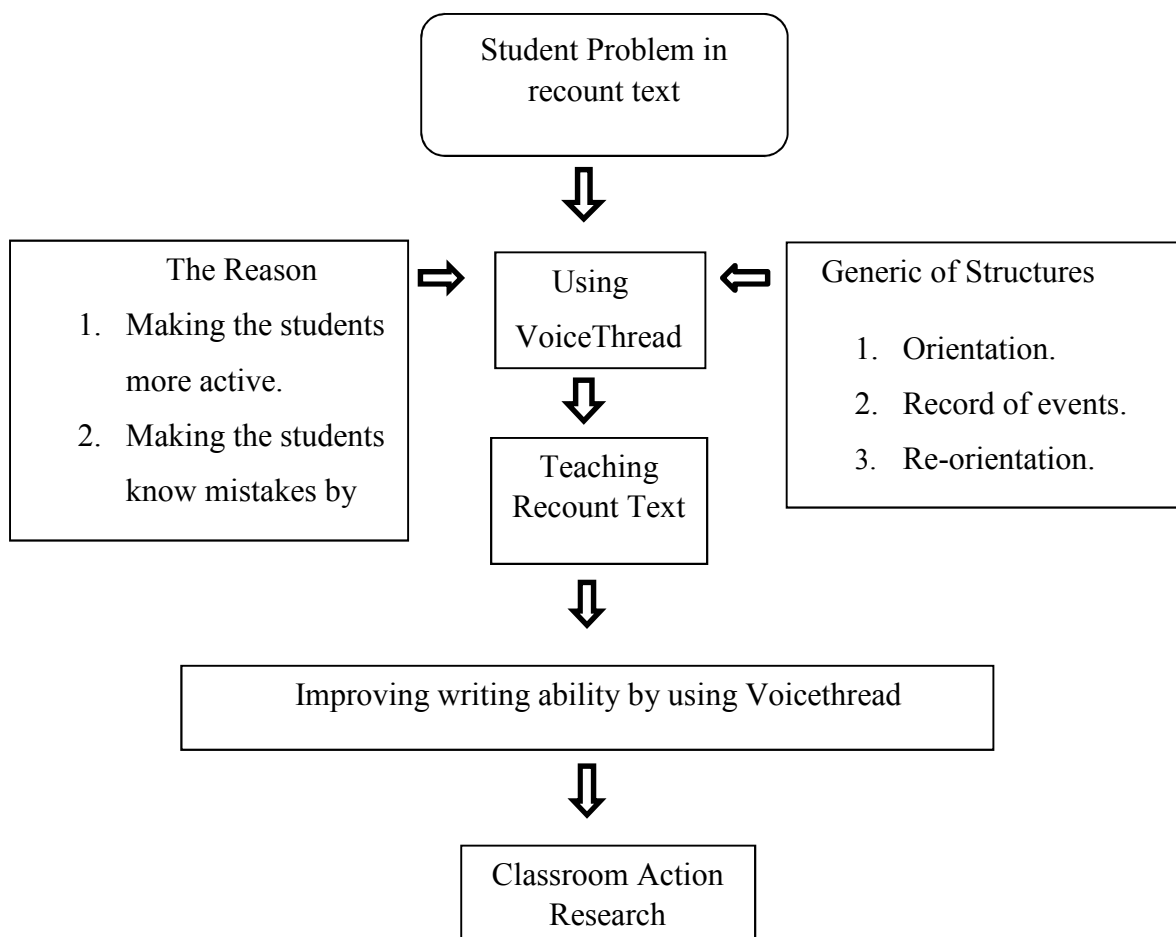 Student Problem in
recount text
The Reason
1. Making the students
more active.
2. Making the students
know mistakes by
Using
VoiceThread
Generic of Structures
1. Orientation.
2. Record of events.
3. Re-orientation.
Teaching
Recount Text
Improving writing ability by using Voicethread
Classroom Action
Research